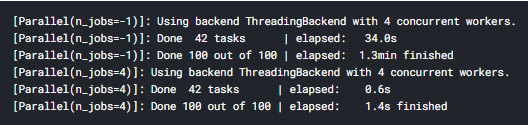 [Parallel(n_jobs=-1)]: Using backend ThreadingBackend with 4 concurrent workers.
[Parallel(n_jobs=-1)]: Done  42 tasks      | elapsed:   34.0s
[Parallel(n_jobs=-1)]: Done 100 out of 100 | elapsed:  1.3min finished
[Parallel(n_jobs=4)]: Using backend ThreadingBackend with 4 concurrent workers.
[Parallel(n_jobs=4)]: Done  42 tasks      | elapsed:    0.6s
[Parallel(n_jobs=4)]: Done 100 out of 100 | elapsed:    1.4s finished